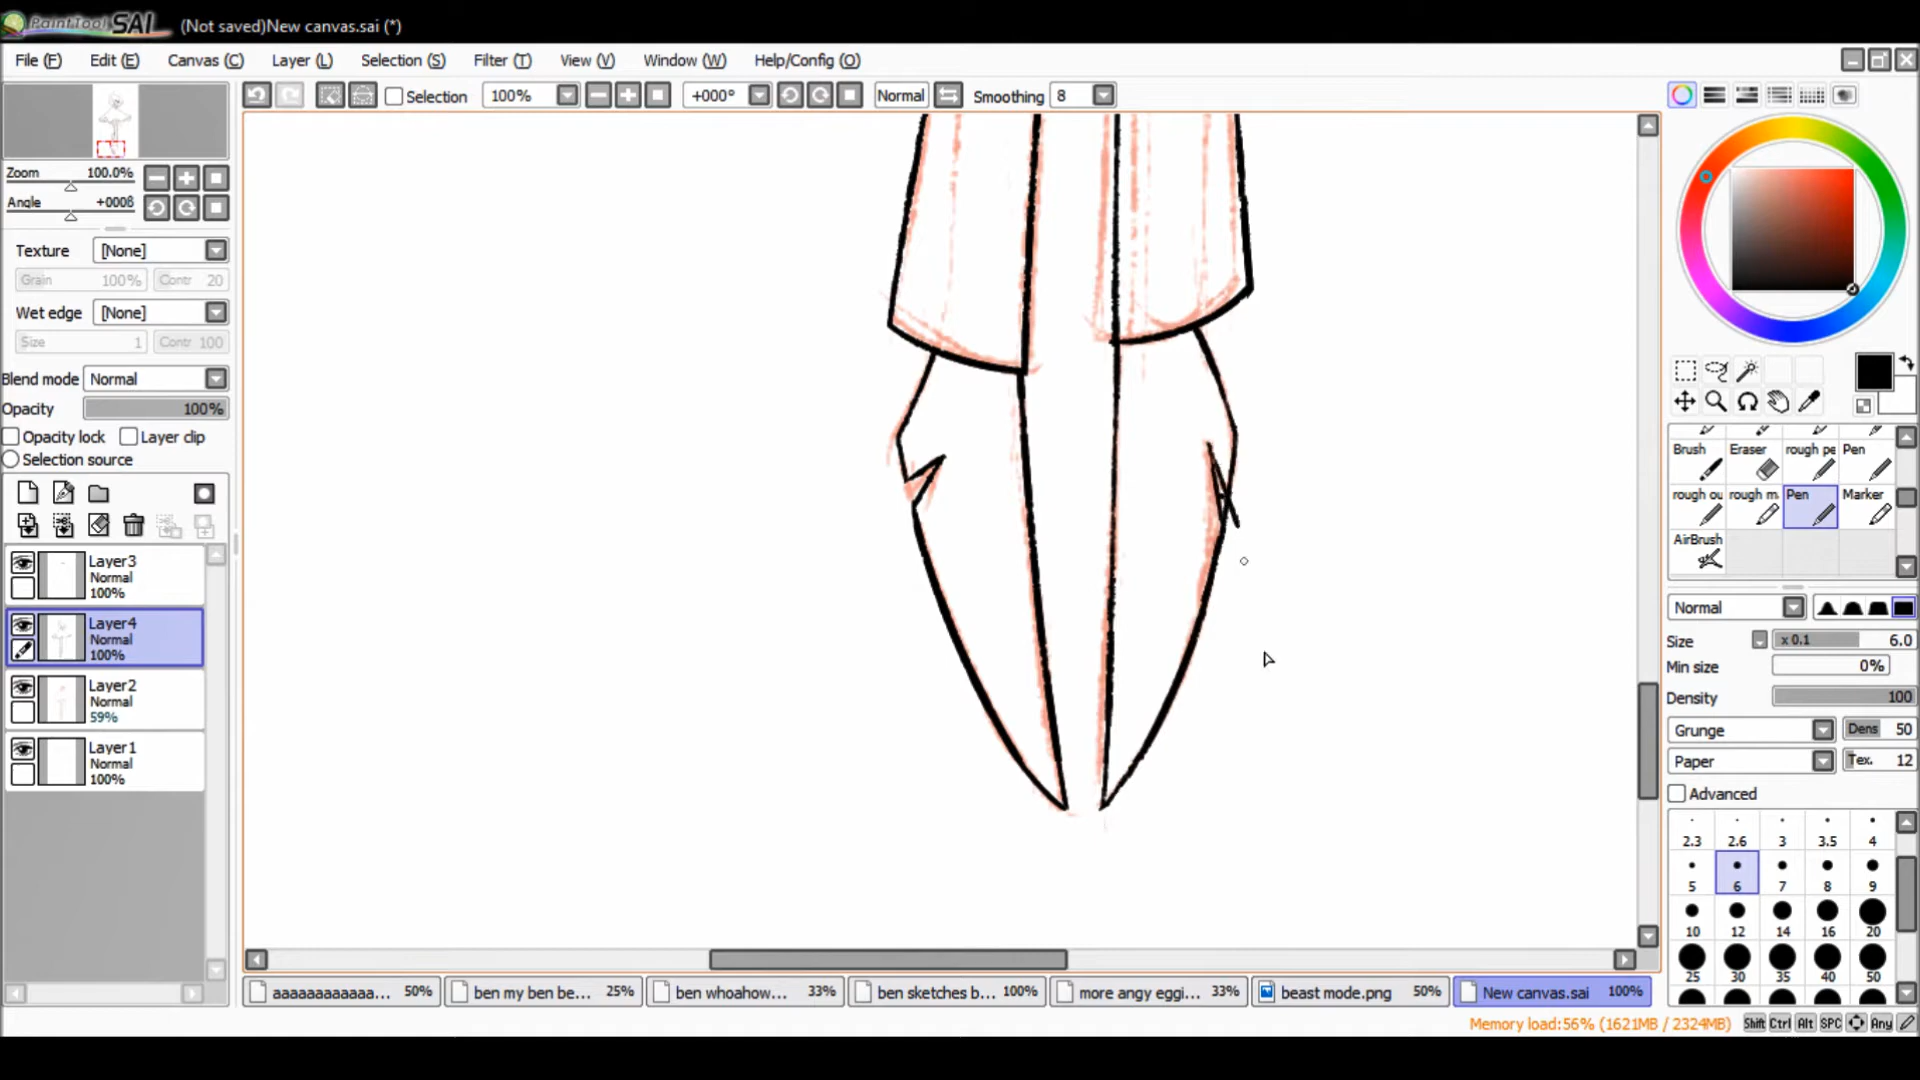 PaintTool SAI (Not saved)New canvas.sai (*)
File (F) Edit (E) Canvas (C) Layer (L) Selection (S) Filter (T) View (V) Window (W) Help/Config (O)
Selection 100% +000° Normal Smoothing 8
Zoom 100.0%
Angle +000ß
Texture [None]
Grain 100% Contr 20
Wet edge [None]
Size 1 Contr 100
Blend mode Normal
Opacity 100%
Opacity lock Layer clip
Selection source
Layer3
Normal
100%
Layer4
Normal
100%
Layer2
Normal
59%
Layer1
Normal
100%
Brush Eraser rough pe Pen
rough ou rough m. Pen Marker
AirBrush
Normal
Size x 0.1 6.0
Min size 0%
Density 100
Grunge Dens 50
Paper Tex. 12
Advanced
2.3 2.6 3 3.5 4
5 6 7 8 9
10 12 14 16 20
25 30 35 40 50
aaaaaaaaaaaa... 50% ben my ben be... 25% ben whoahow... 33% ben sketches b... 100% more angy eggi... 33% beast mode.png 50% New canvas.sai 100%
Memory load:56% (1621MB / 2324MB) Shift Ctrl Alt SPC Any